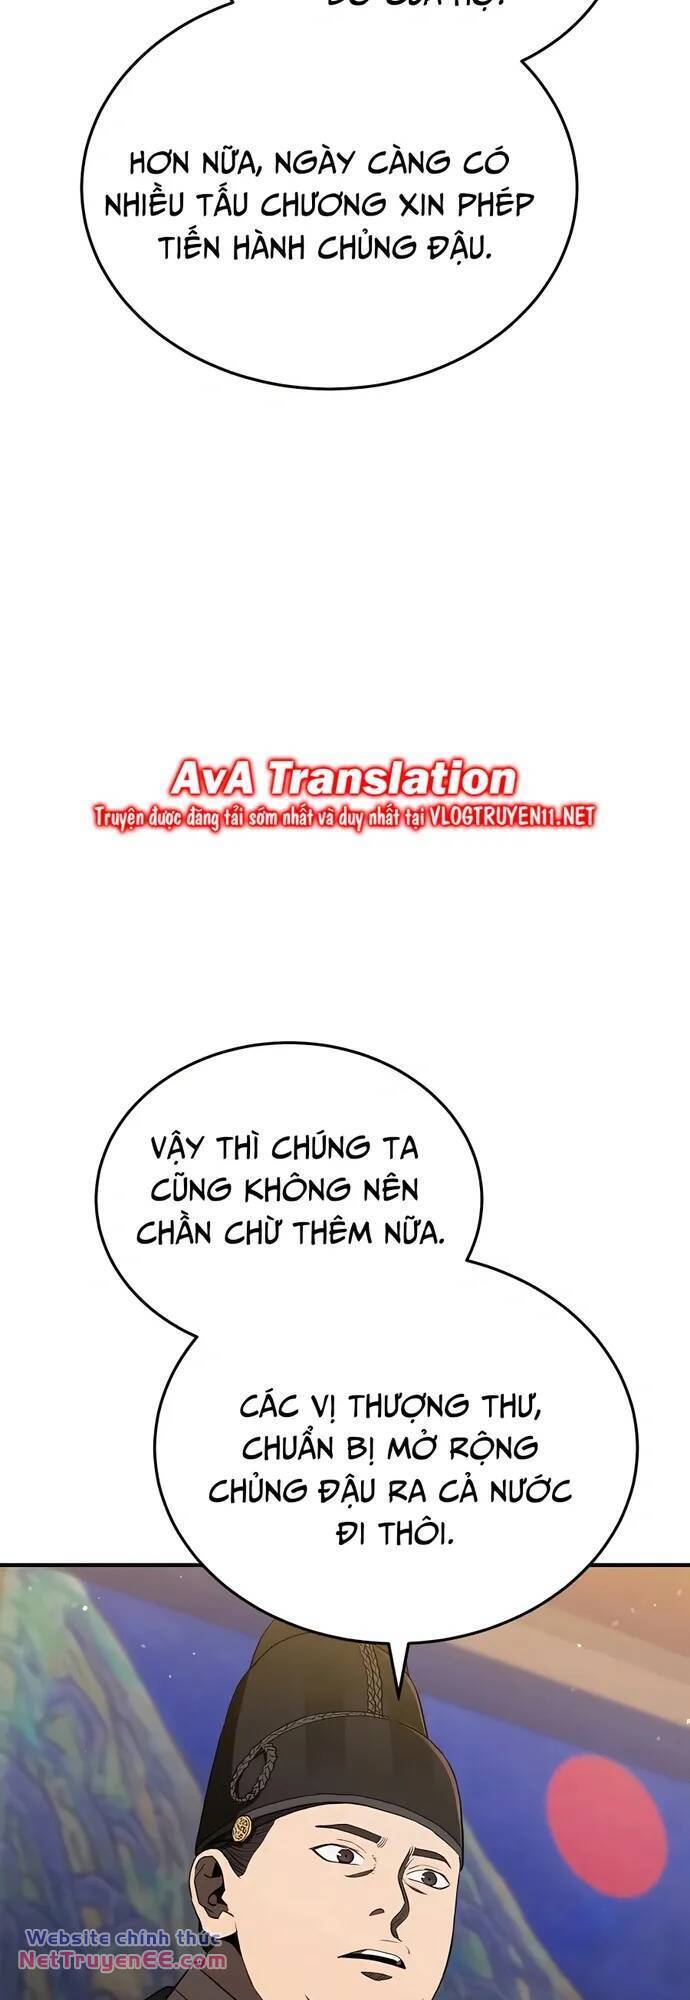 HƠN NỮA, NGÀY CÀNG CÓ
NHIỀU TẤU CHƯƠNG XIN PHÉP
TIẾN HÀNH CHỦNG ĐẬU.
AvA Translation
Truyện được đăng tải sớm nhất và duy nhất tại VLOGTRUYEN11.NET
VẬY THÌ CHÚNG TA
CŨNG KHÔNG NÊN
CHẦN CHỪ THÊM NỮA.
CÁC VỊ THƯỢNG THƯ,
CHUẨN BỊ MỞ RỘNG
CHỦNG ĐẬU RA CẢ NƯỚC
ĐI THÔI.
Website chính thức
NetTruyenEE.com